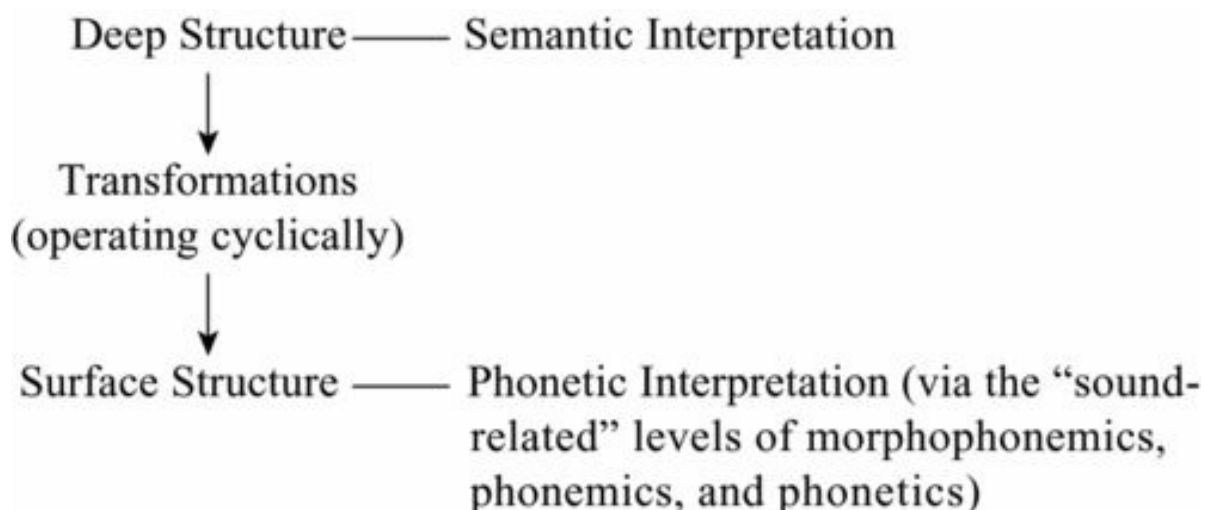 Deep Structure Semantic Interpretation
Transformations
(operating cyclically)
Surface Structure Phonetic Interpretation (via the “sound-
related” levels of morphophonemics,
phonemics, and phonetics)